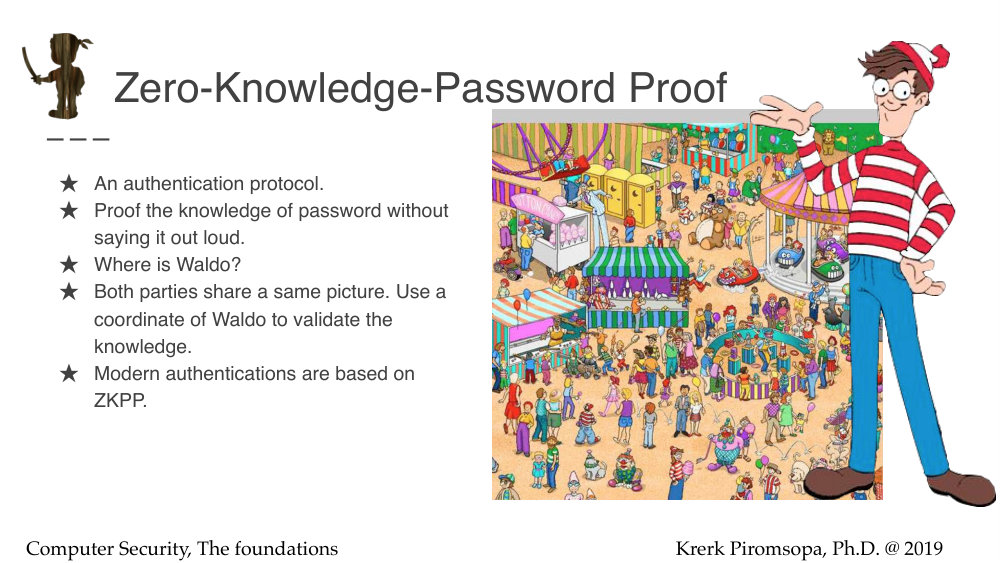 Zero-Knowledge-Password Proof
★ An authentication protocol.
★ Proof the knowledge of password without
saying it out loud.
★ Where is Waldo?
★ Both parties share a same picture. Use a
coordinate of Waldo to validate the
knowledge.
★ Modern authentications are based on
ZKPP.
Computer Security, The foundations
Krerk Piromsopa, Ph.D. @ 2019